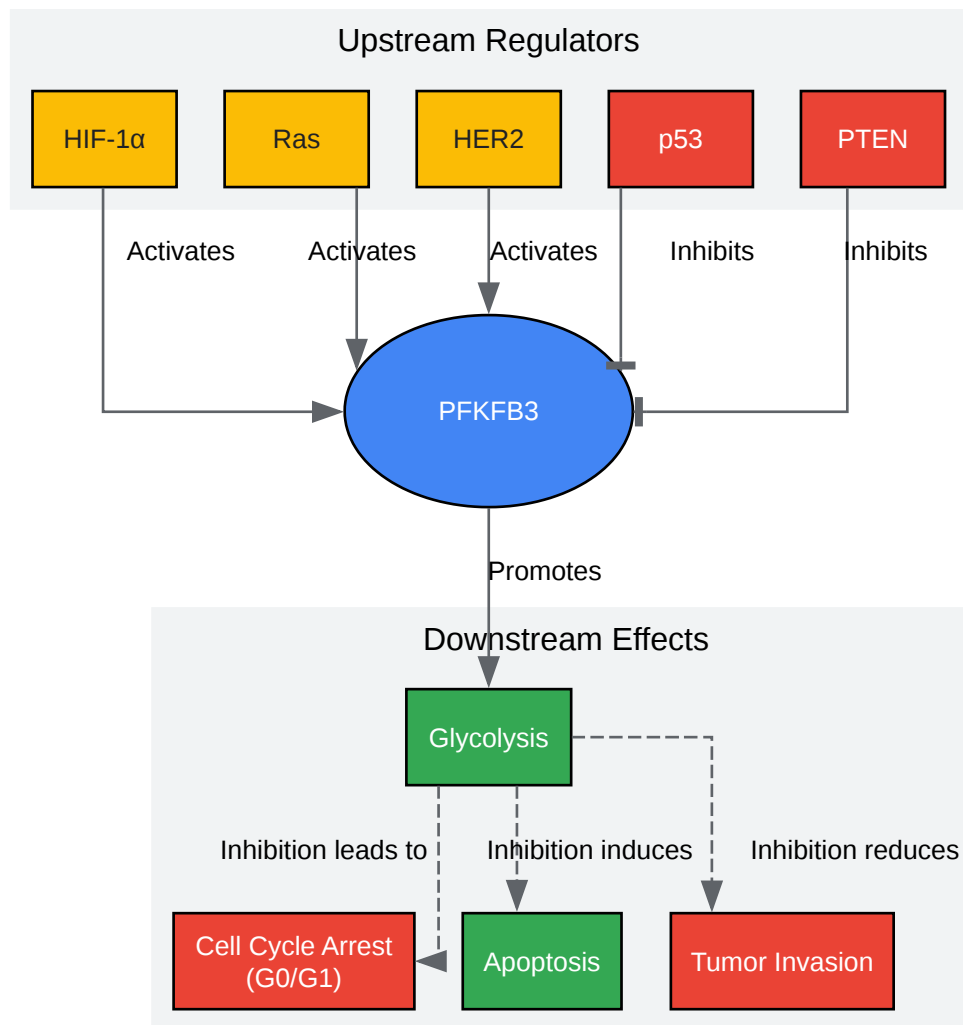 Upstream Regulators
HIF-1α
Ras
HER2
p53
PTEN
Activates
Activates
Activates
Inhibits
Inhibits
PFKFB3
Promotes
Downstream Effects
Glycolysis
Inhibition leads to
Inhibition induces
Inhibition reduces
Cell Cycle Arrest
(G0/G1)
Apoptosis
Tumor Invasion